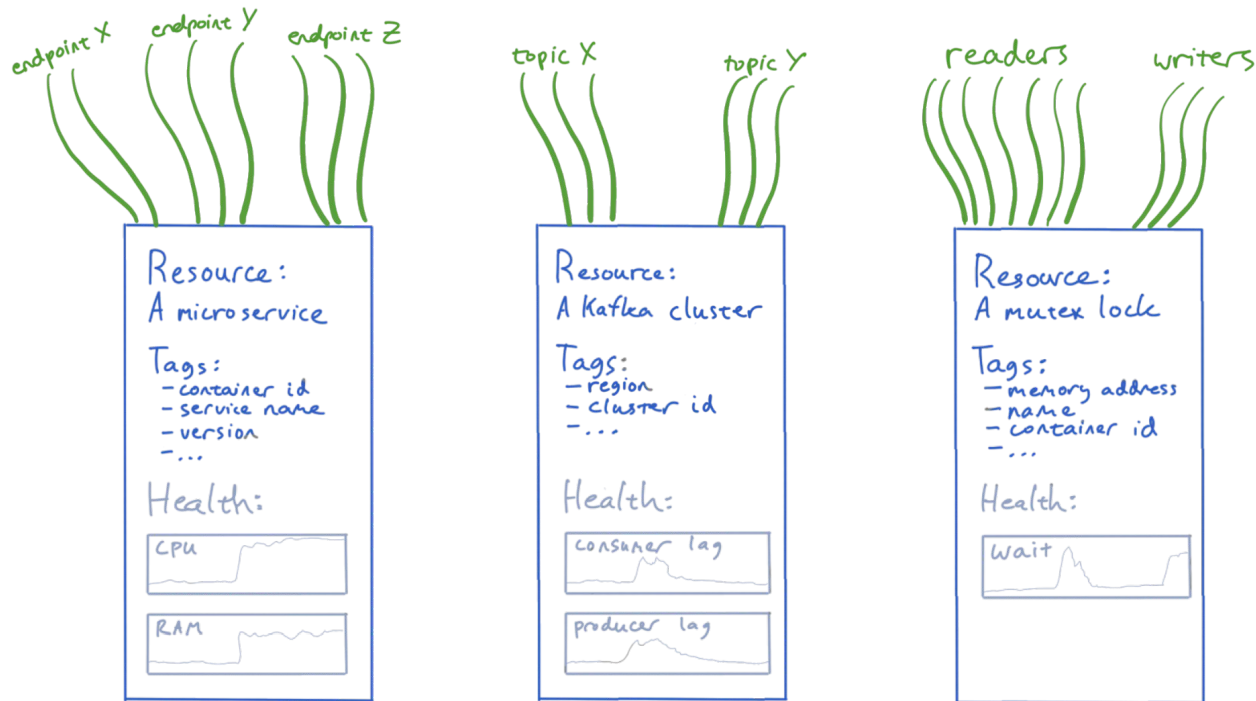 endpoint X
endpoint Y
endpoint Z
Resource:
A microservice
Tags:
- container id
- service name
- version
- ...
Health:
CPU
RAM
topic X
topic Y
Resource:
A Kafka cluster
Tags:
- region
- cluster id
- ...
Health:
consumer lag
producer lag
readers
writers
Resource:
A mutex lock
Tags:
- memory address
- name
- container id
- ...
Health:
wait